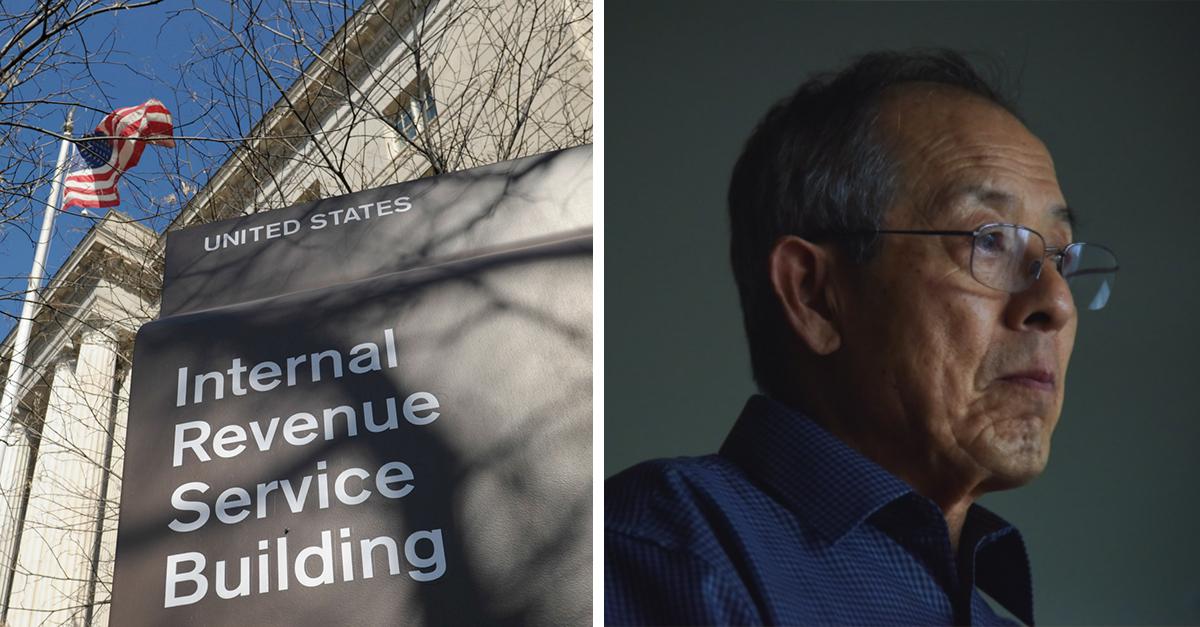 UNITED STATES
Internal
Revenue
Service
Building